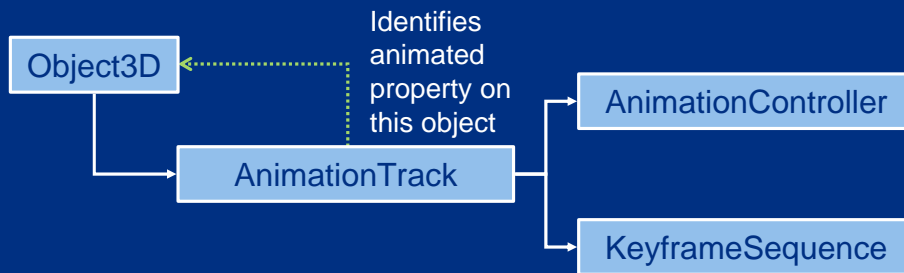 Identifies
animated
property on
this object
Object3D
AnimationController
AnimationTrack
KeyframeSequence